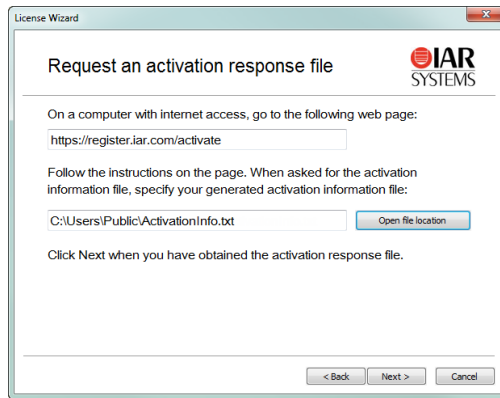 License Wizard
Request an activation response file
IAR
SYSTEMS
On a computer with internet access, go to the following web page:
https://register.iar.com/activate
Follow the instructions on the page. When asked for the activation
information file, specify your generated activation information file:
C:\Users\Public\ActivationInfo.txt
Open file location
Click Next when you have obtained the activation response file.
< Back
Next >
Cancel